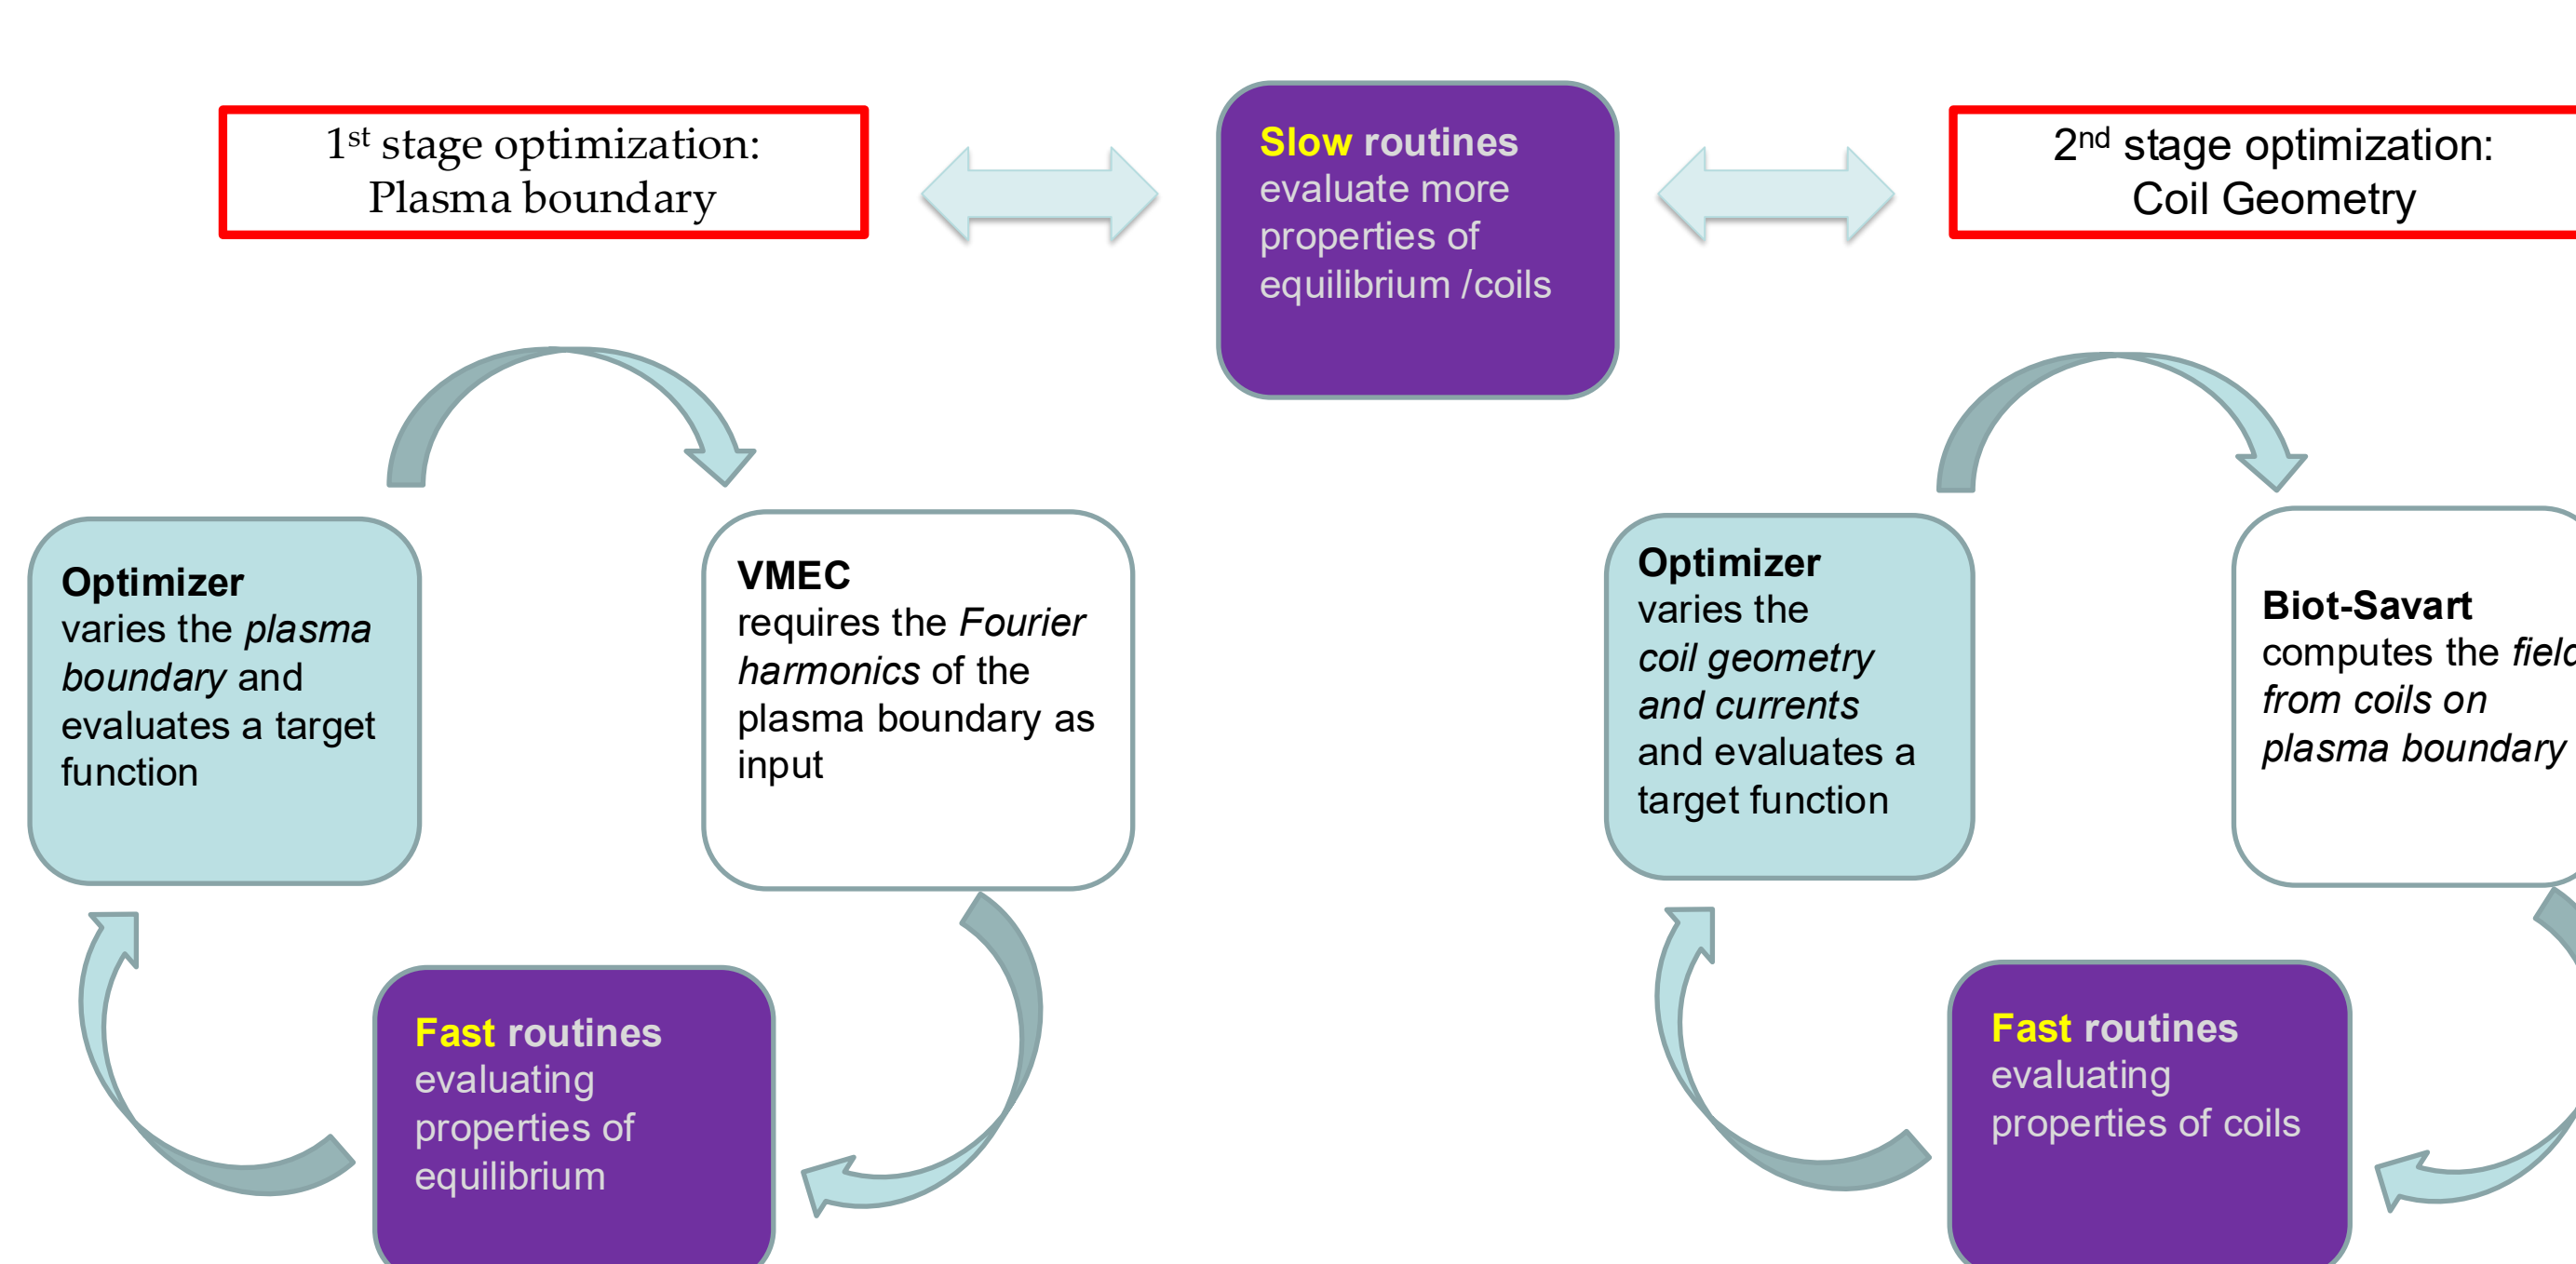 1st stage optimization:
Plasma boundary
Slow routines
evaluate more
properties of
equilibrium /coils
2nd stage optimization:
Coil Geometry
Optimizer
varies the plasma
boundary and
evaluates a target
function
VMEC
requires the Fourier
harmonics of the
plasma boundary as
input
Fast routines
evaluating
properties of
equilibrium
Optimizer
varies the
coil geometry
and currents
and evaluates a
target function
Biot-Savart
computes the field
from coils on
plasma boundary
Fast routines
evaluating
properties of coils